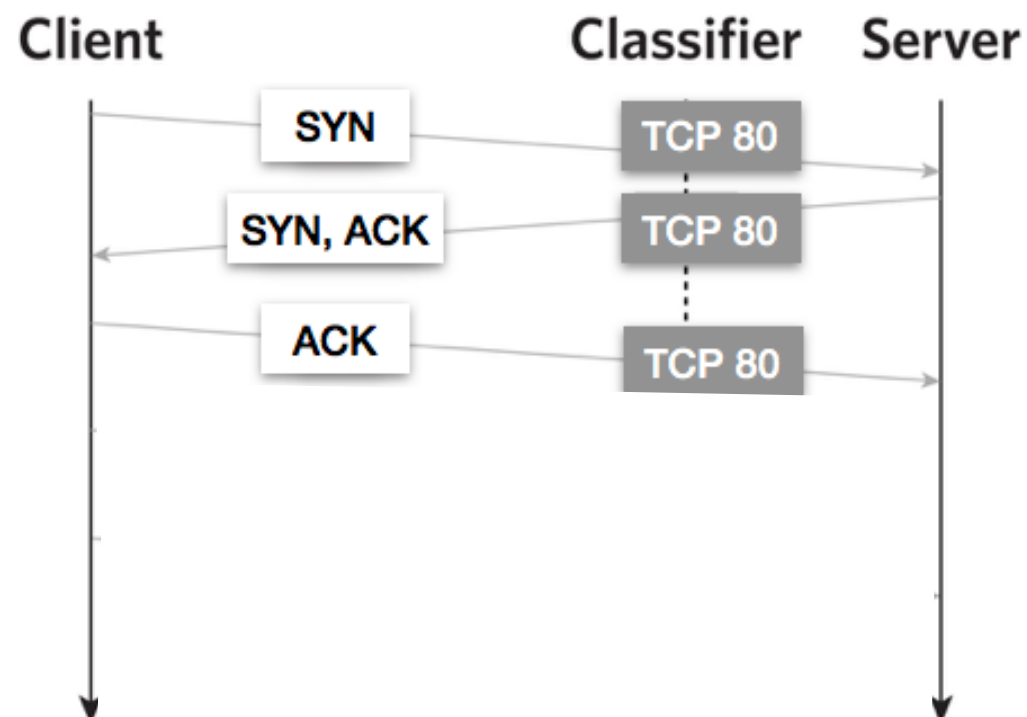 Client Classifier Server
SYN TCP 80
SYN, ACK TCP 80
ACK TCP 80